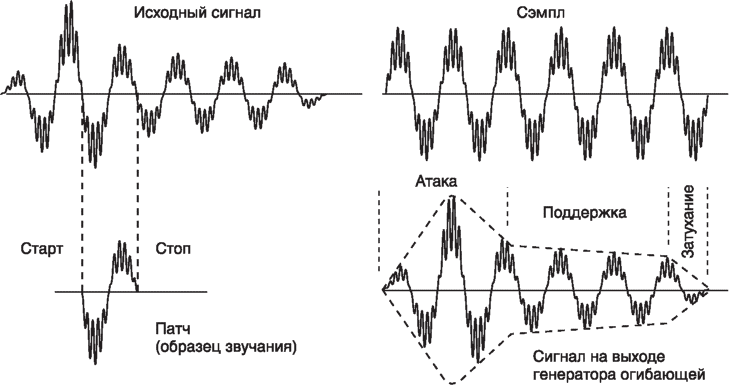 Исходный сигнал
Сэмпл
Старт
Стоп
Патч
(образец звучания)
Атака
Поддержка
Затухание
Сигнал на выходе
генератора огибающей